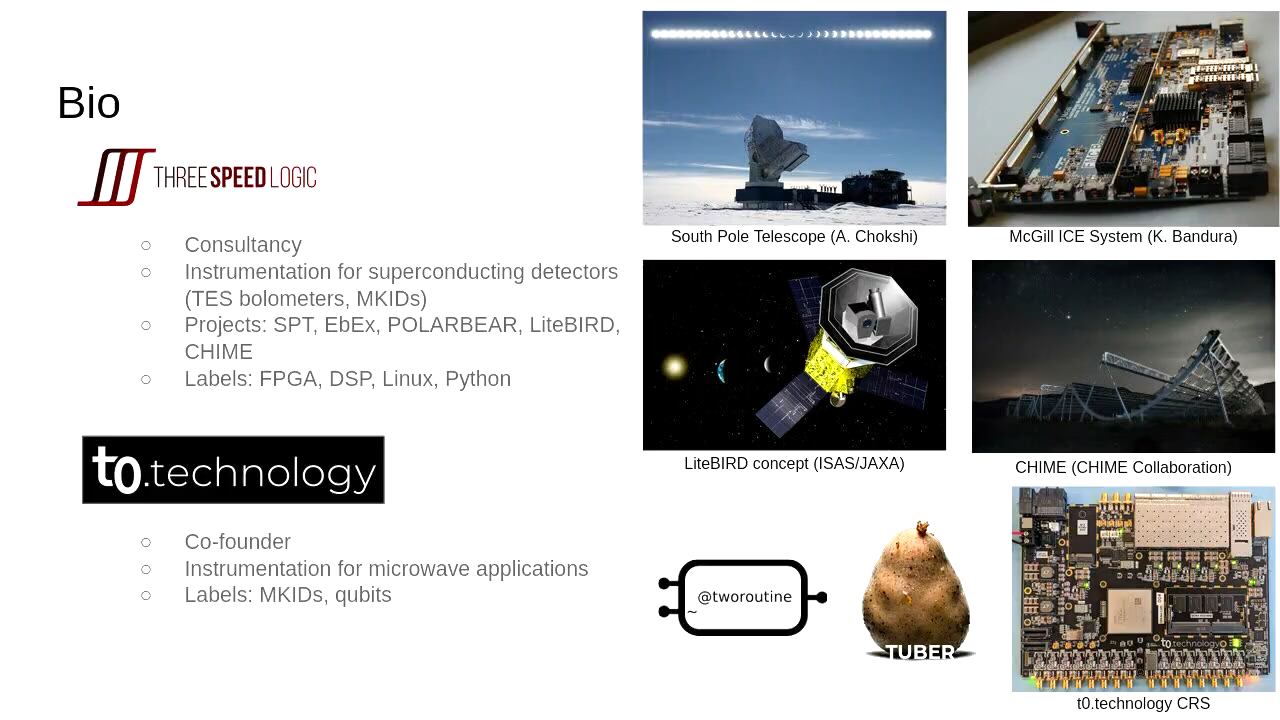 Bio
THREE SPEED LOGIC
○ Consultancy
○ Instrumentation for superconducting detectors
(TES bolometers, MKIDs)
○ Projects: SPT, EbEx, POLARBEAR, LiteBIRD,
CHIME
○ Labels: FPGA, DSP, Linux, Python
t0.technology
○ Co-founder
○ Instrumentation for microwave applications
○ Labels: MKIDs, qubits
South Pole Telescope (A. Chokshi)
McGill ICE System (K. Bandura)
LiteBIRD concept (ISAS/JAXA)
CHIME (CHIME Collaboration)
@tworoutine
~
TUBER
t0.technology
t0.technology CRS